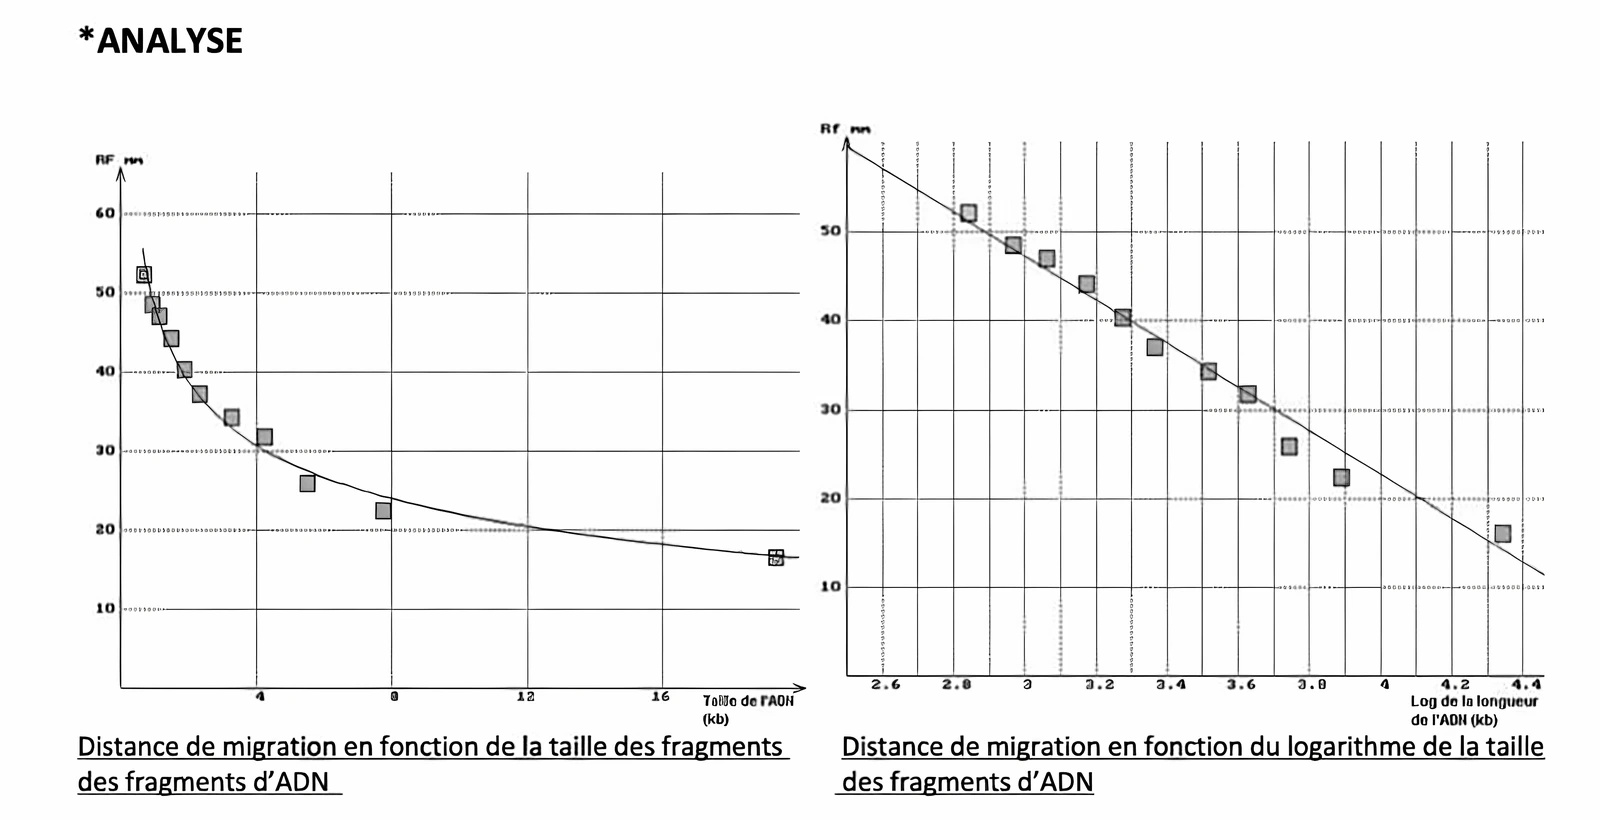 *ANALYSE
RF mm
60
50
40
30
20
10
4
8
12
16
Taille de l'ADN
(kb)
Distance de migration en fonction de la taille des fragments
des fragments d'ADN
Rf mm
50
40
30
20
10
2.6
2.8
3
3.2
3.4
3.6
3.8
4
4.2
4.4
Log de la longueur
de l'ADN (kb)
Distance de migration en fonction du logarithme de la taille
des fragments d'ADN